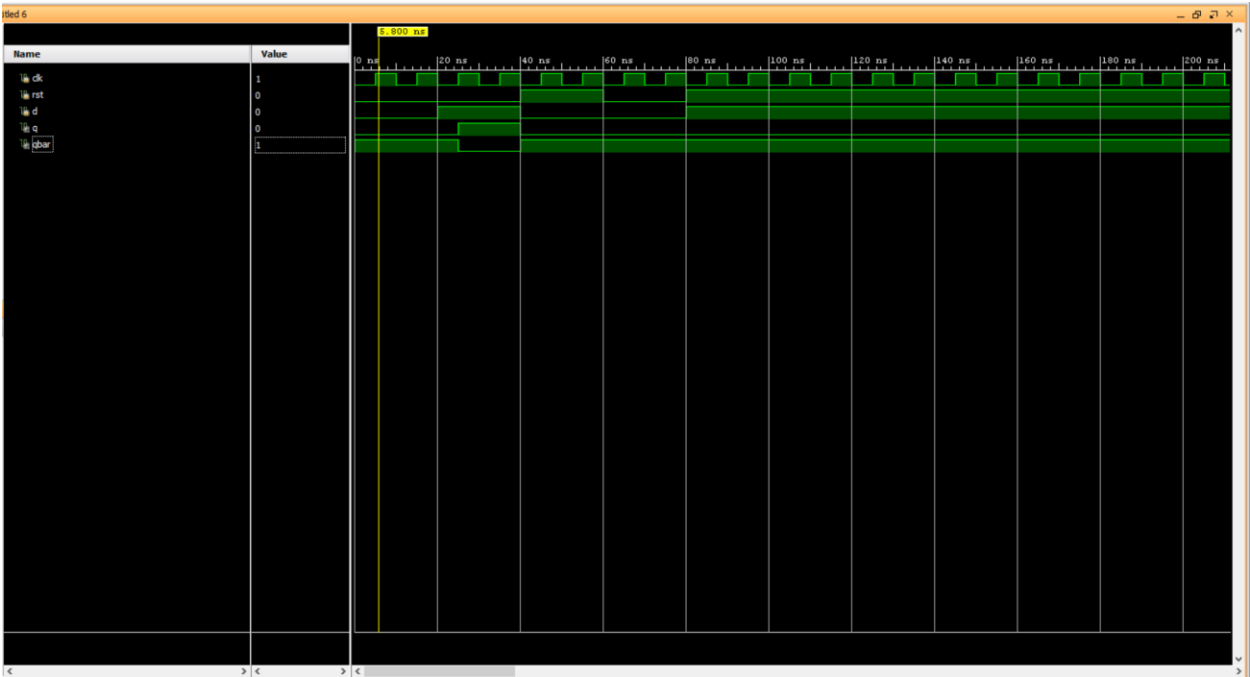 itled 6
5.800 ns
Name Value
0 ns 20 ns 40 ns 60 ns 80 ns 100 ns 120 ns 140 ns 160 ns 180 ns 200 ns
clk 1
rst 0
d 0
q 0
qbar 1